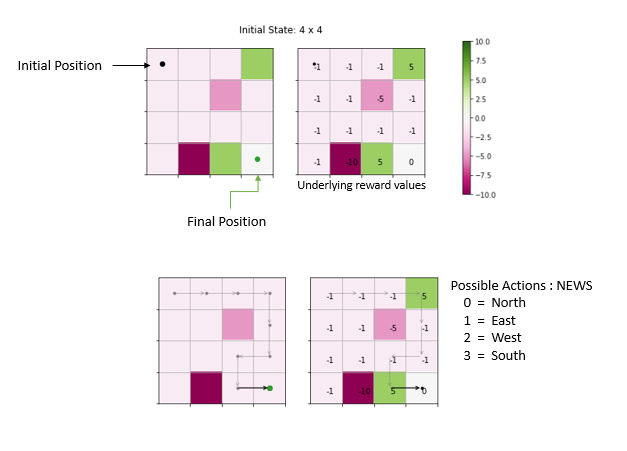 Initial State: 4 x 4
Initial Position
-1 -1 -1 5
-1 -1 -5 -1
-1 -1 -1 -1
-1 -10 5 0
Underlying reward values
Final Position
10.0
7.5
5.0
2.5
0.0
−2.5
−5.0
−7.5
−10.0
-1 -1 -1 5
-1 -1 -5 -1
-1 -1 -1 -1
-1 -10 5 0
Possible Actions : NEWS
0 = North
1 = East
2 = West
3 = South